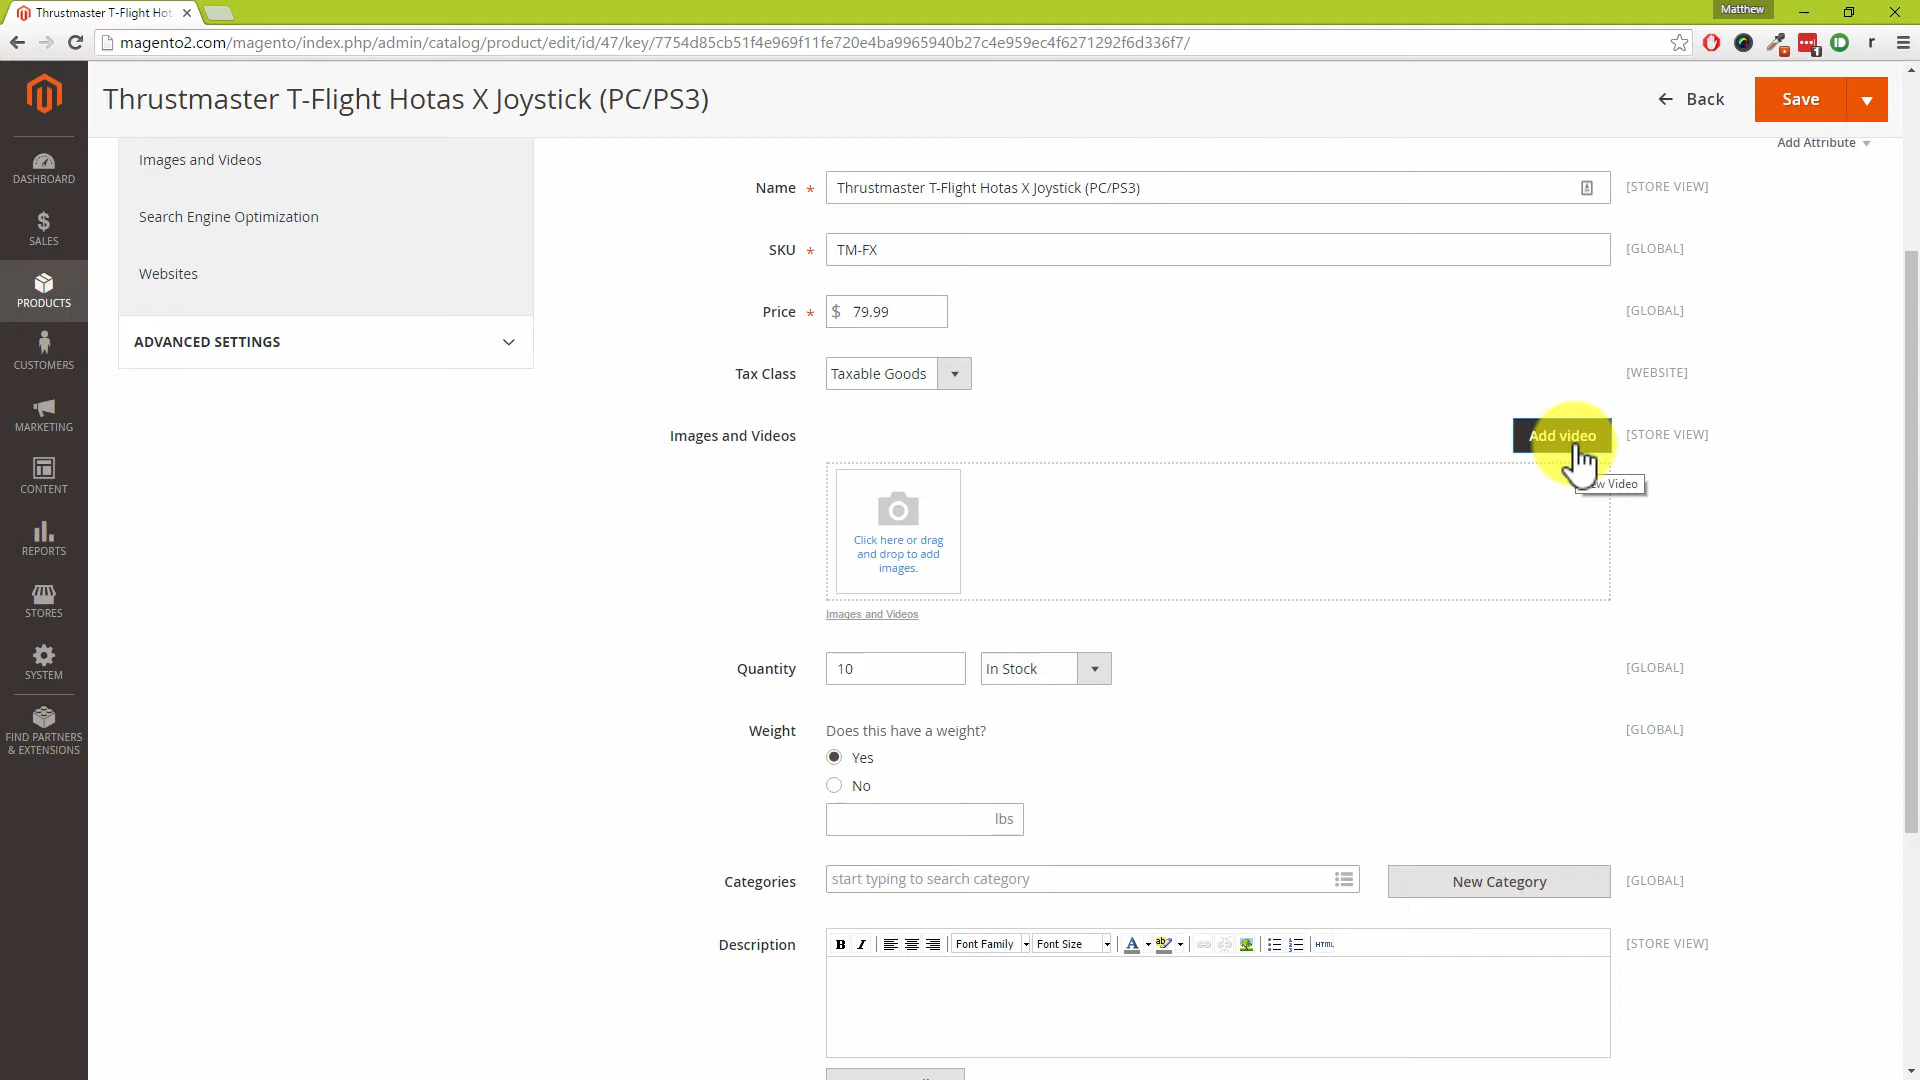 Thrustmaster T-Flight Hot
Matthew
magento2.com/magento/index.php/admin/catalog/product/edit/id/47/key/7754d85cb51f4e969f11fe720e4ba9965940b27c4e959ec4f6271292f6d336f7/
1
r
Thrustmaster T-Flight Hotas X Joystick (PC/PS3)
Back
Save
DASHBOARD
SALES
PRODUCTS
CUSTOMERS
MARKETING
CONTENT
REPORTS
STORES
SYSTEM
FIND PARTNERS
& EXTENSIONS
Images and Videos
Search Engine Optimization
Websites
ADVANCED SETTINGS
Add Attribute
Name * Thrustmaster T-Flight Hotas X Joystick (PC/PS3) [STORE VIEW]
SKU * TM-FX [GLOBAL]
Price * $ 79.99 [GLOBAL]
Tax Class Taxable Goods [WEBSITE]
Images and Videos Add video [STORE VIEW]
Video
Click here or drag
and drop to add
images.
Images and Videos
Quantity 10 In Stock [GLOBAL]
Weight Does this have a weight? [GLOBAL]
Yes
No
lbs
Categories start typing to search category New Category [GLOBAL]
Description B I Font Family Font Size A ab HTML [STORE VIEW]